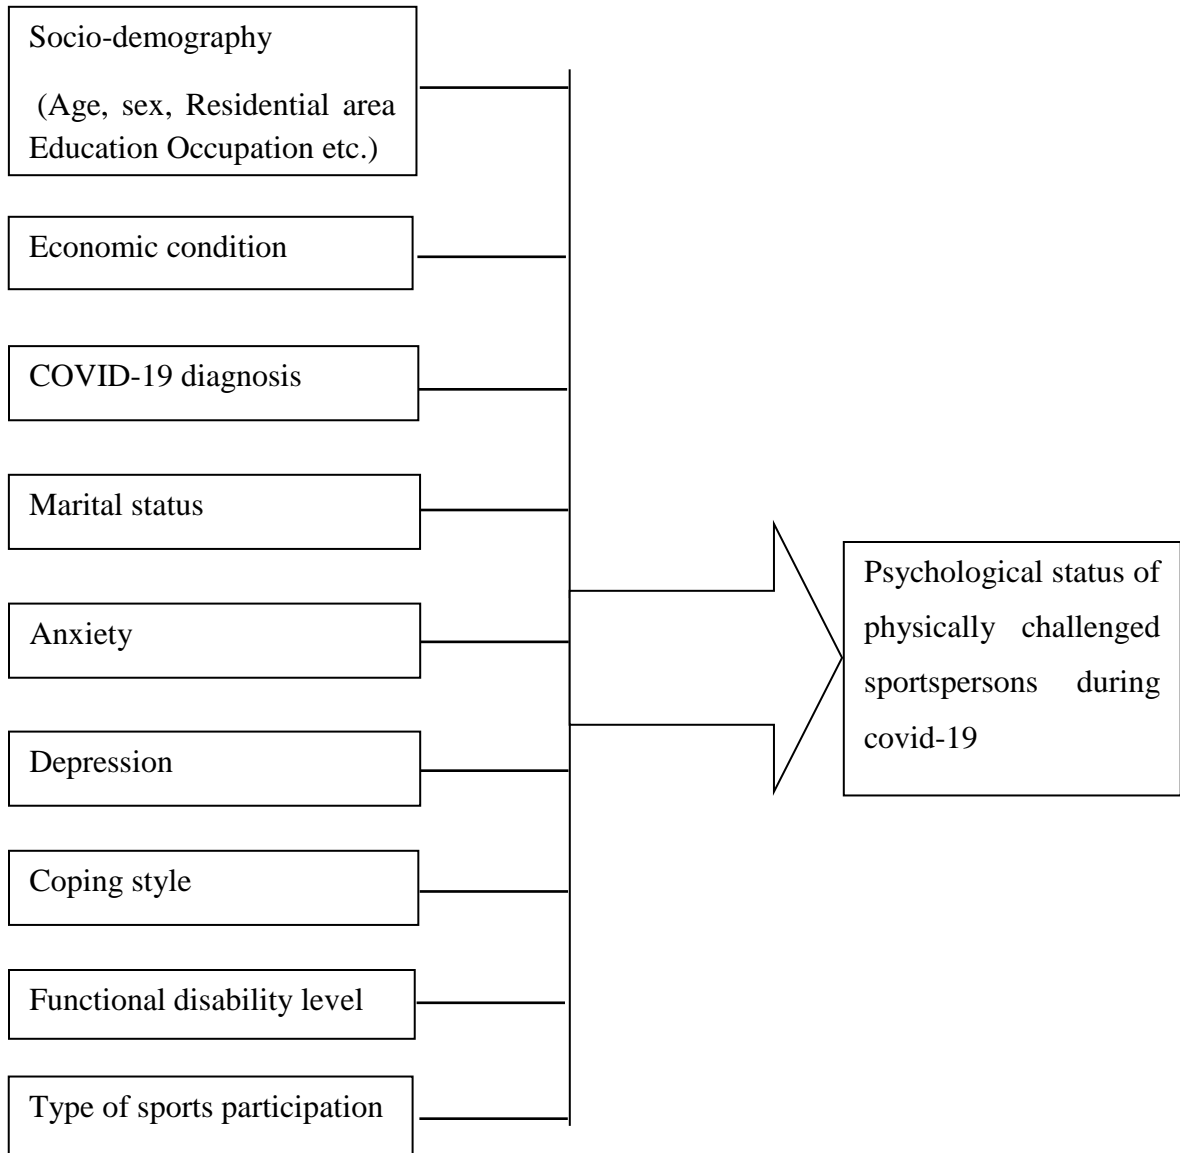 Socio-demography
(Age, sex, Residential area
Education Occupation etc.)
Economic condition
COVID-19 diagnosis
Marital status
Anxiety
Depression
Coping style
Functional disability level
Type of sports participation
Psychological status of
physically challenged
sportspersons during
covid-19